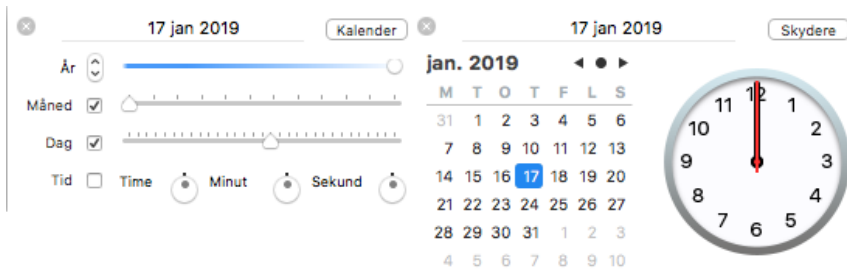 17 jan 2019 Kalender
År
Måned
Dag
Tid Time Minut Sekund
17 jan 2019 Skydere
jan. 2019
M T O T F L S
31 1 2 3 4 5 6
7 8 9 10 11 12 13
14 15 16 17 18 19 20
21 22 23 24 25 26 27
28 29 30 31 1 2 3
4 5 6 7 8 9 10
12
11 1
10 2
9 3
8 4
7 5
6